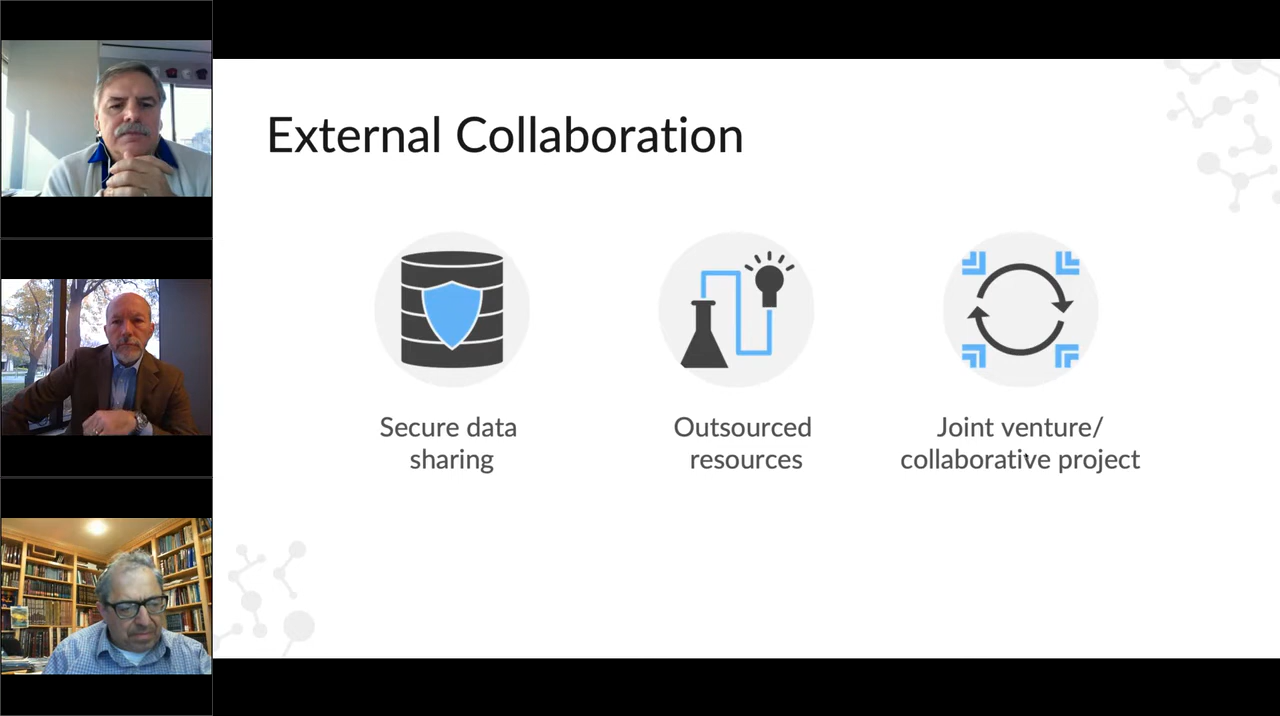 External Collaboration
Secure data
sharing
Outsourced
resources
Joint venture/
collaborative project